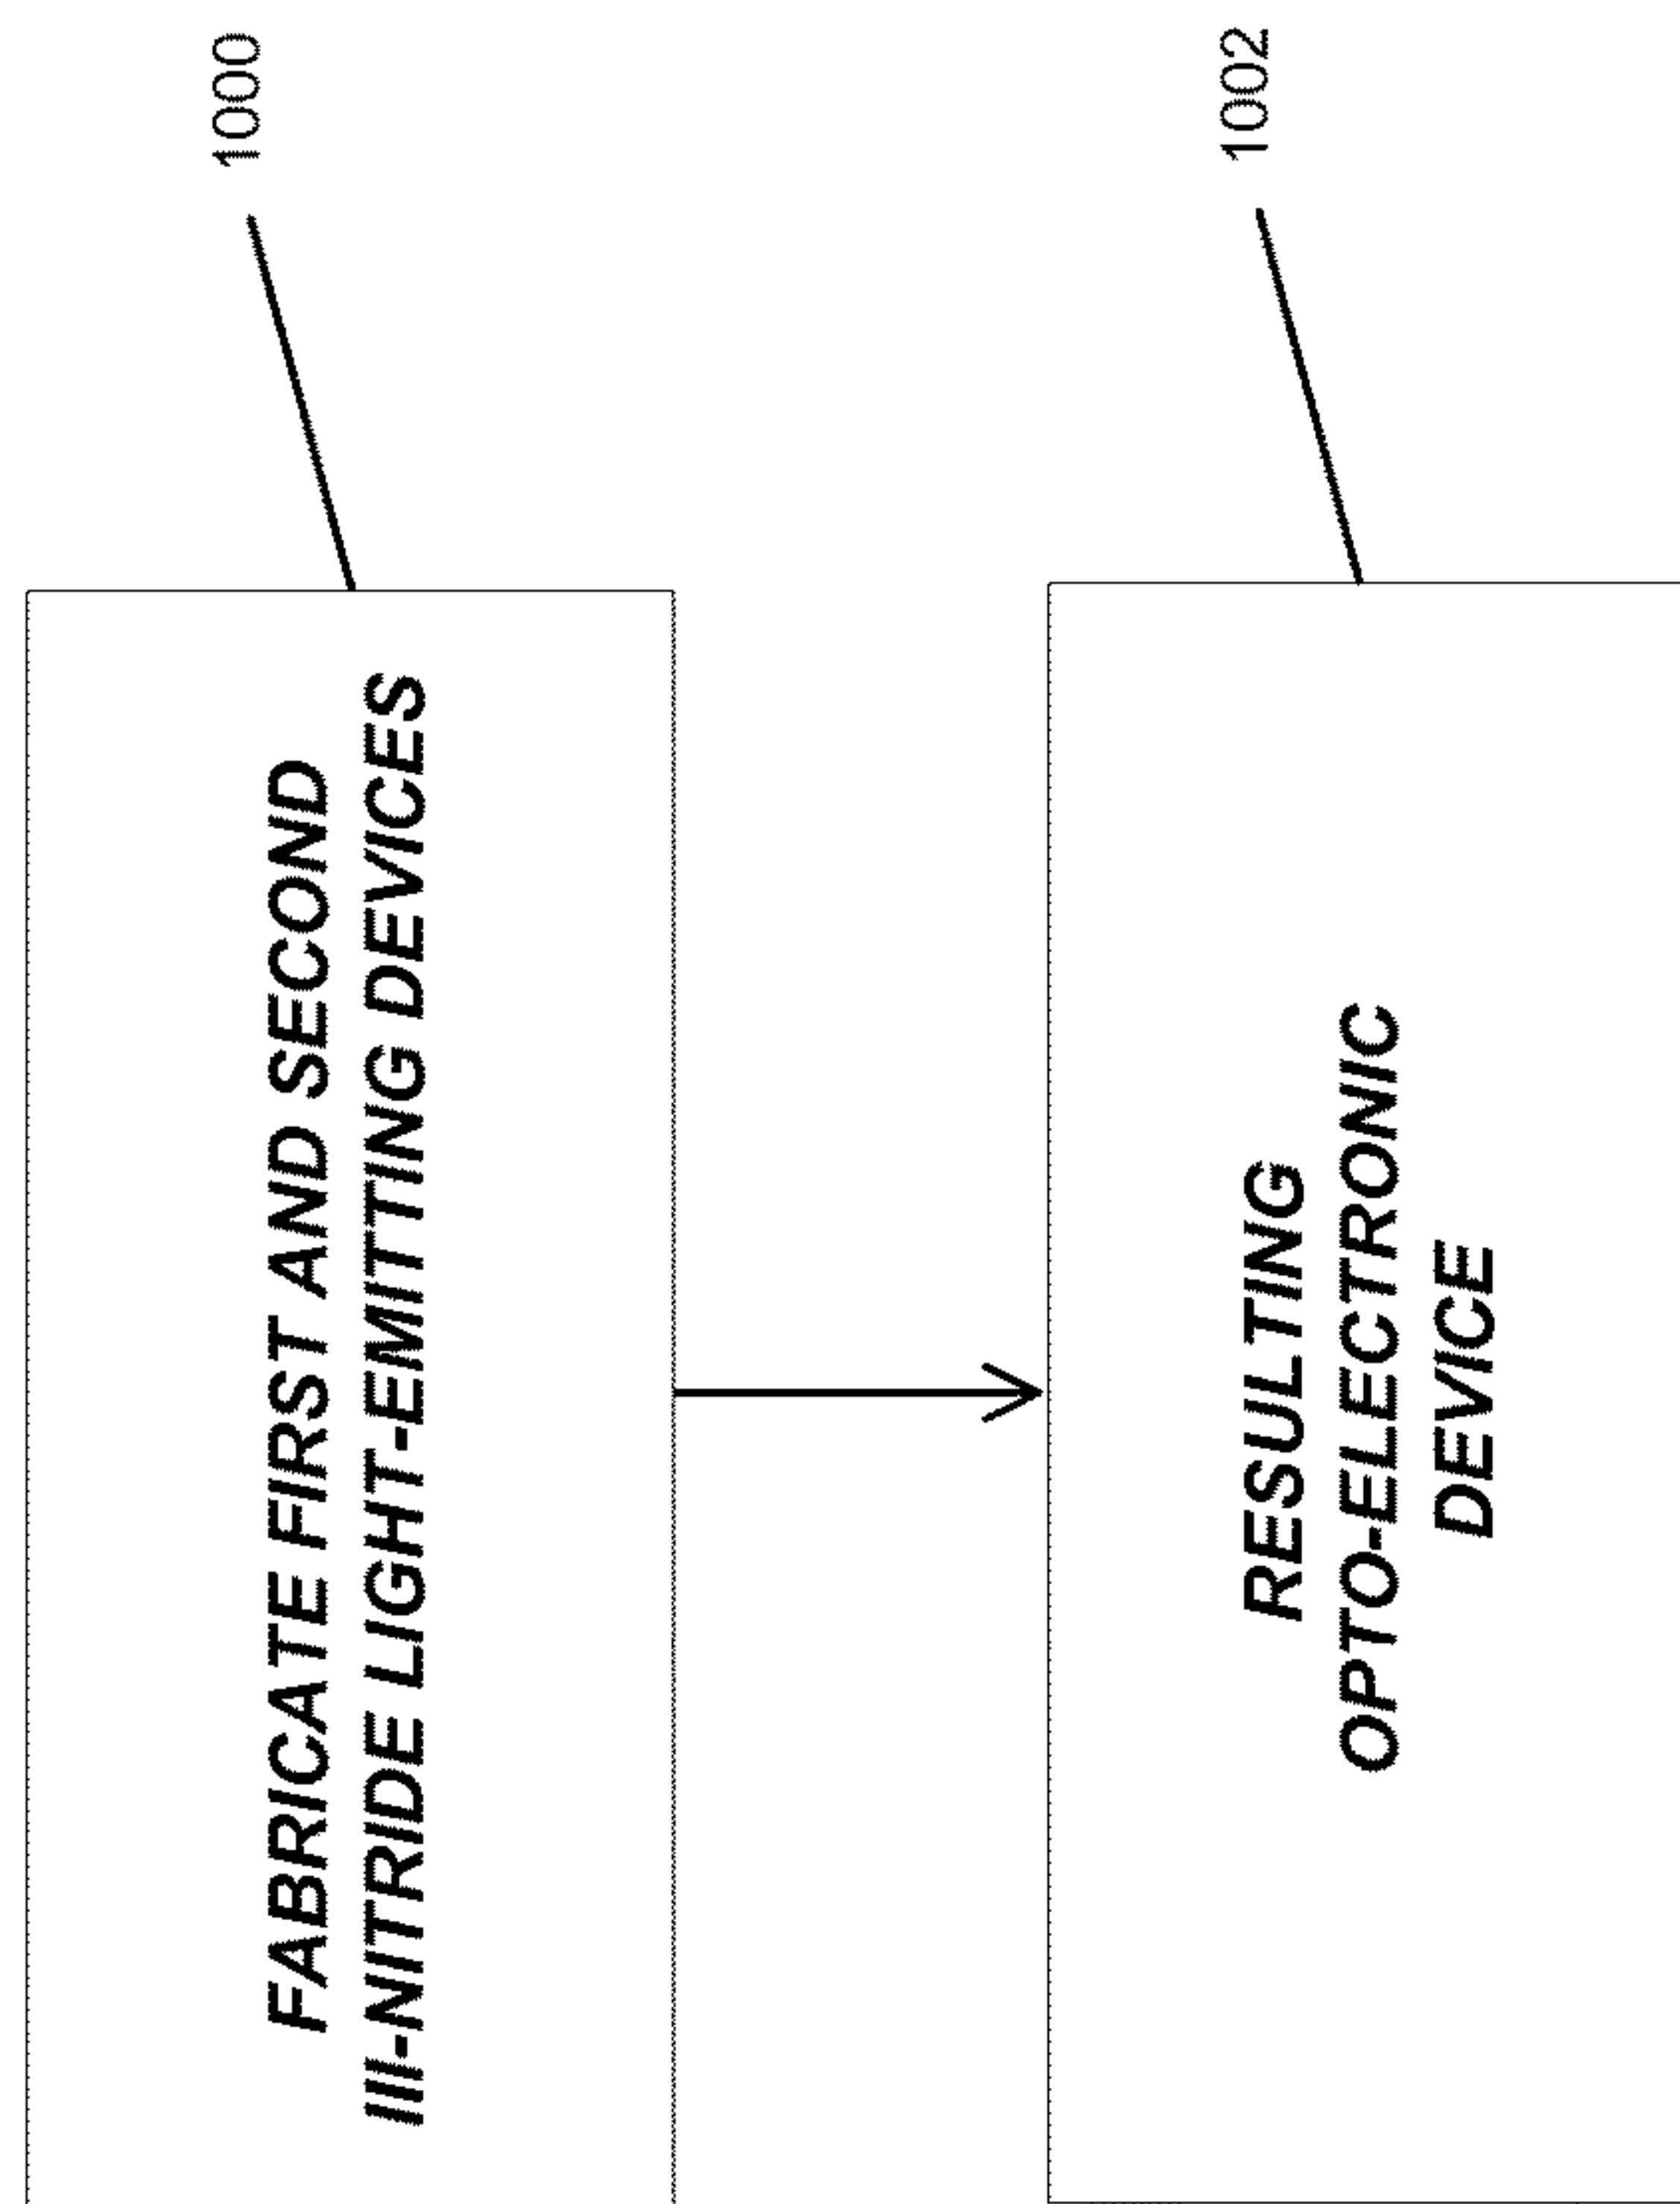 FABRICATE FIRST AND SECOND
III-NITRIDE LIGHT-EMITTING DEVICES
1000
RESULTING
OPTO-ELECTRONIC
DEVICE
1002